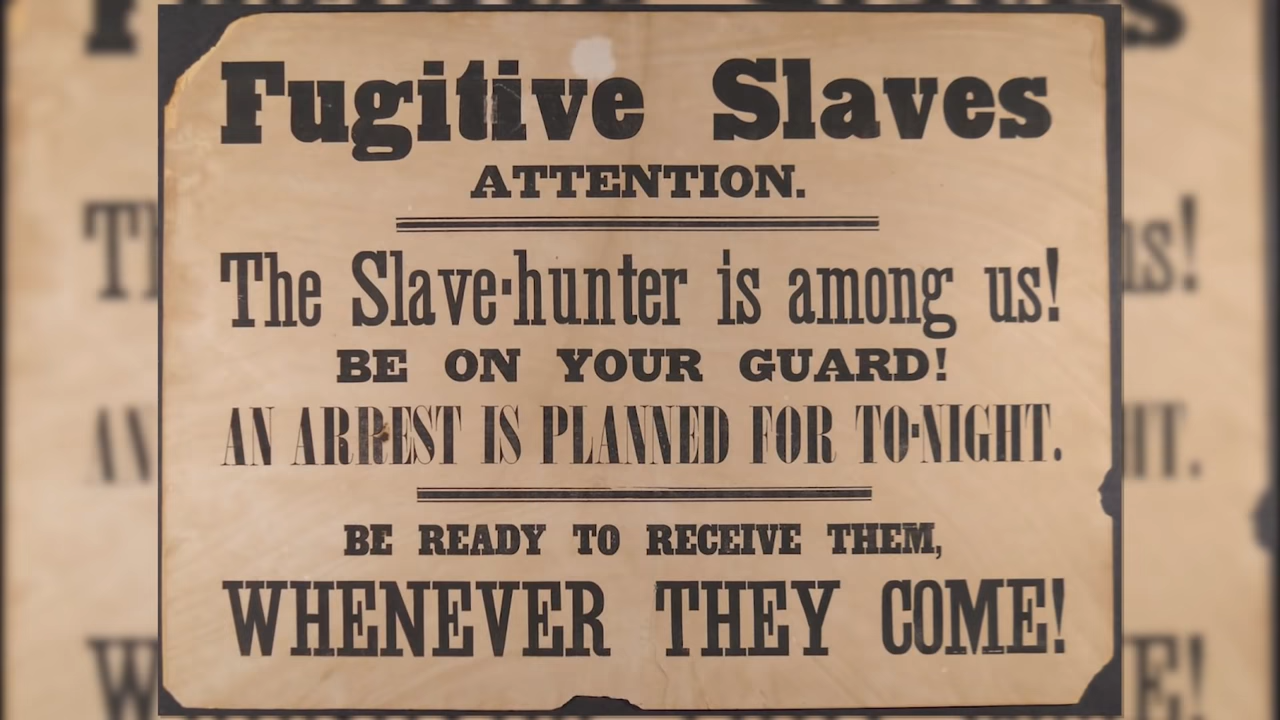 Fugitive Slaves
ATTENTION.
The Slave-hunter is among us!
BE ON YOUR GUARD!
AN ARREST IS PLANNED FOR TO-NIGHT.
BE READY TO RECEIVE THEM,
WHENEVER THEY COME!